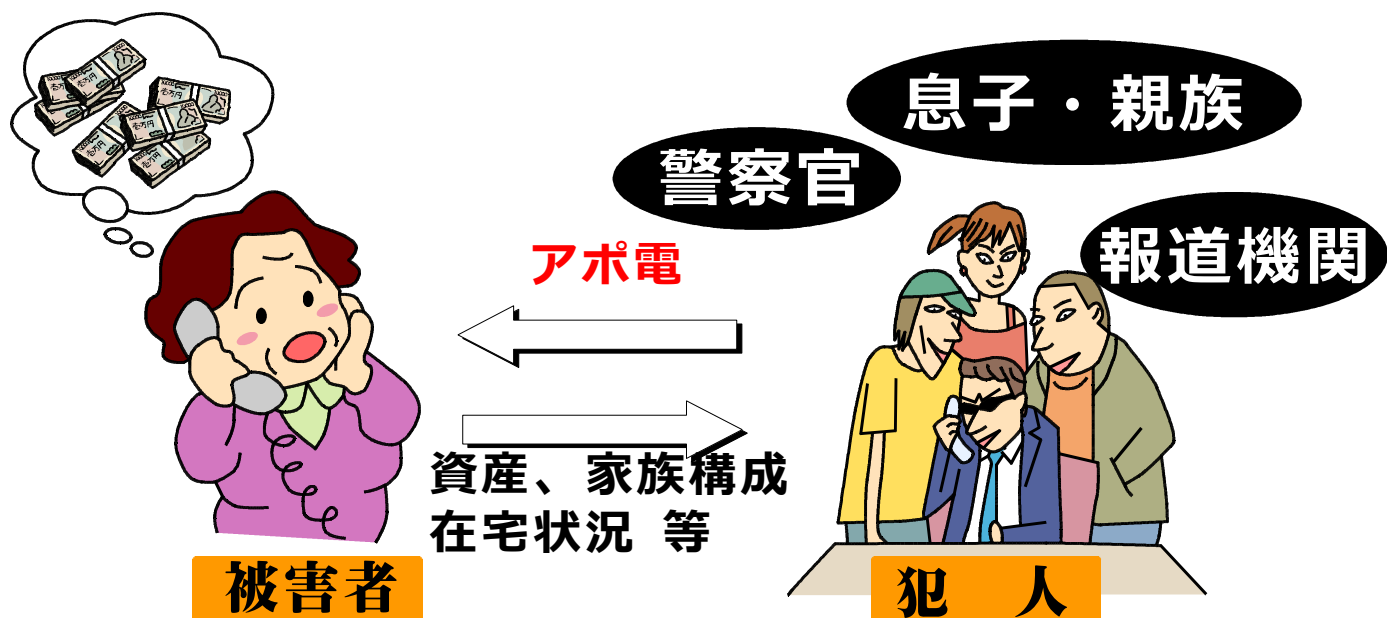 息子・親族
警察官
報道機関
アポ電
資産、家族構成
在宅状況 等
被害者
犯 人